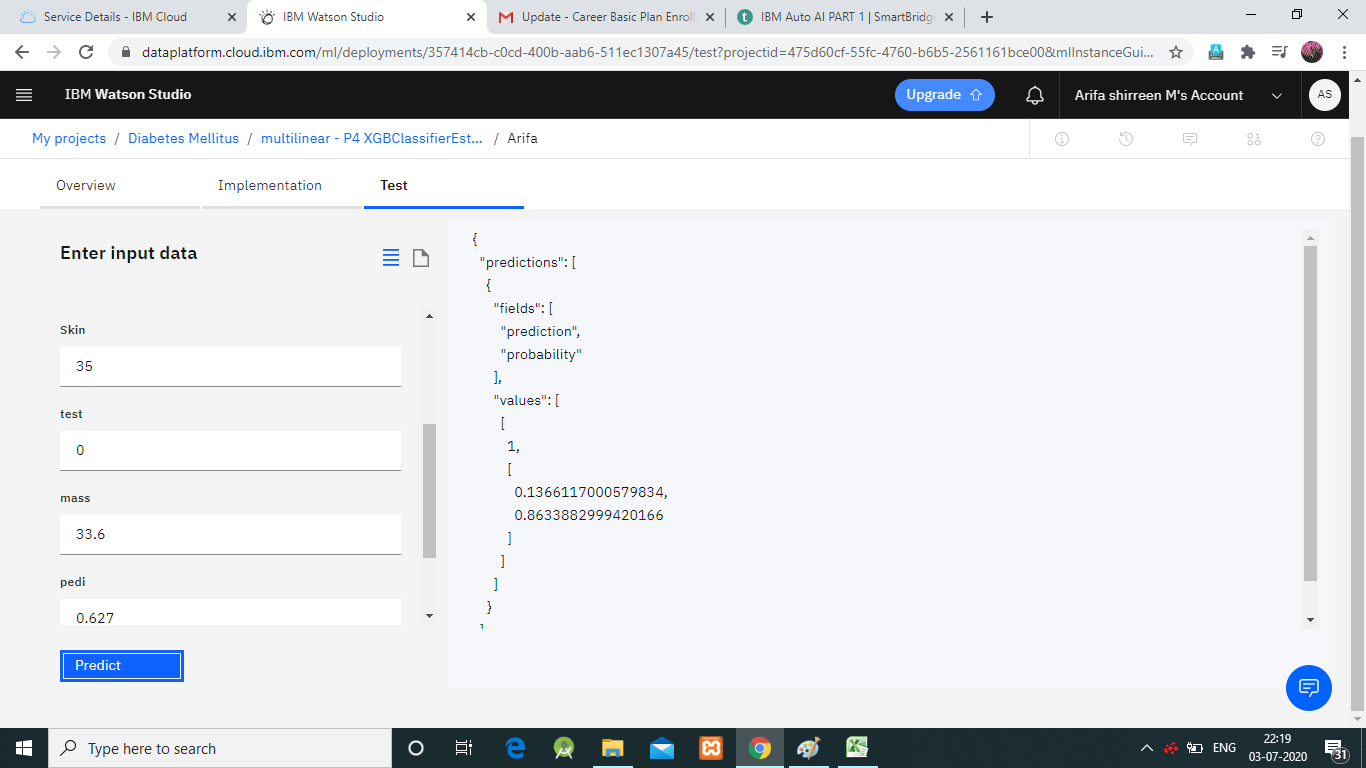 Service Details - IBM Cloud
IBM Watson Studio
Update - Career Basic Plan Enroll
IBM Auto AI PART 1 | SmartBridge
dataplatform.cloud.ibm.com/ml/deployments/357414cb-c0cd-400b-aab6-511ec1307a45/test?projectid=475d60cf-55fc-4760-b6b5-2561161bce008&mlInstanceGui...
IBM Watson Studio
Upgrade
Arifa shirreen M's Account
AS
My projects / Diabetes Mellitus / multilinear - P4 XGBClassifierEst... / Arifa
Overview
Implementation
Test
Enter input data
Skin
35
test
0
mass
33.6
pedi
0.627
Predict
{
"predictions": [
{
"fields": [
"prediction",
"probability"
],
"values": [
[
1,
[
0.1366117000579834,
0.8633882999420166
]
]
]
}
]
Type here to search
ENG
22:19
03-07-2020
31